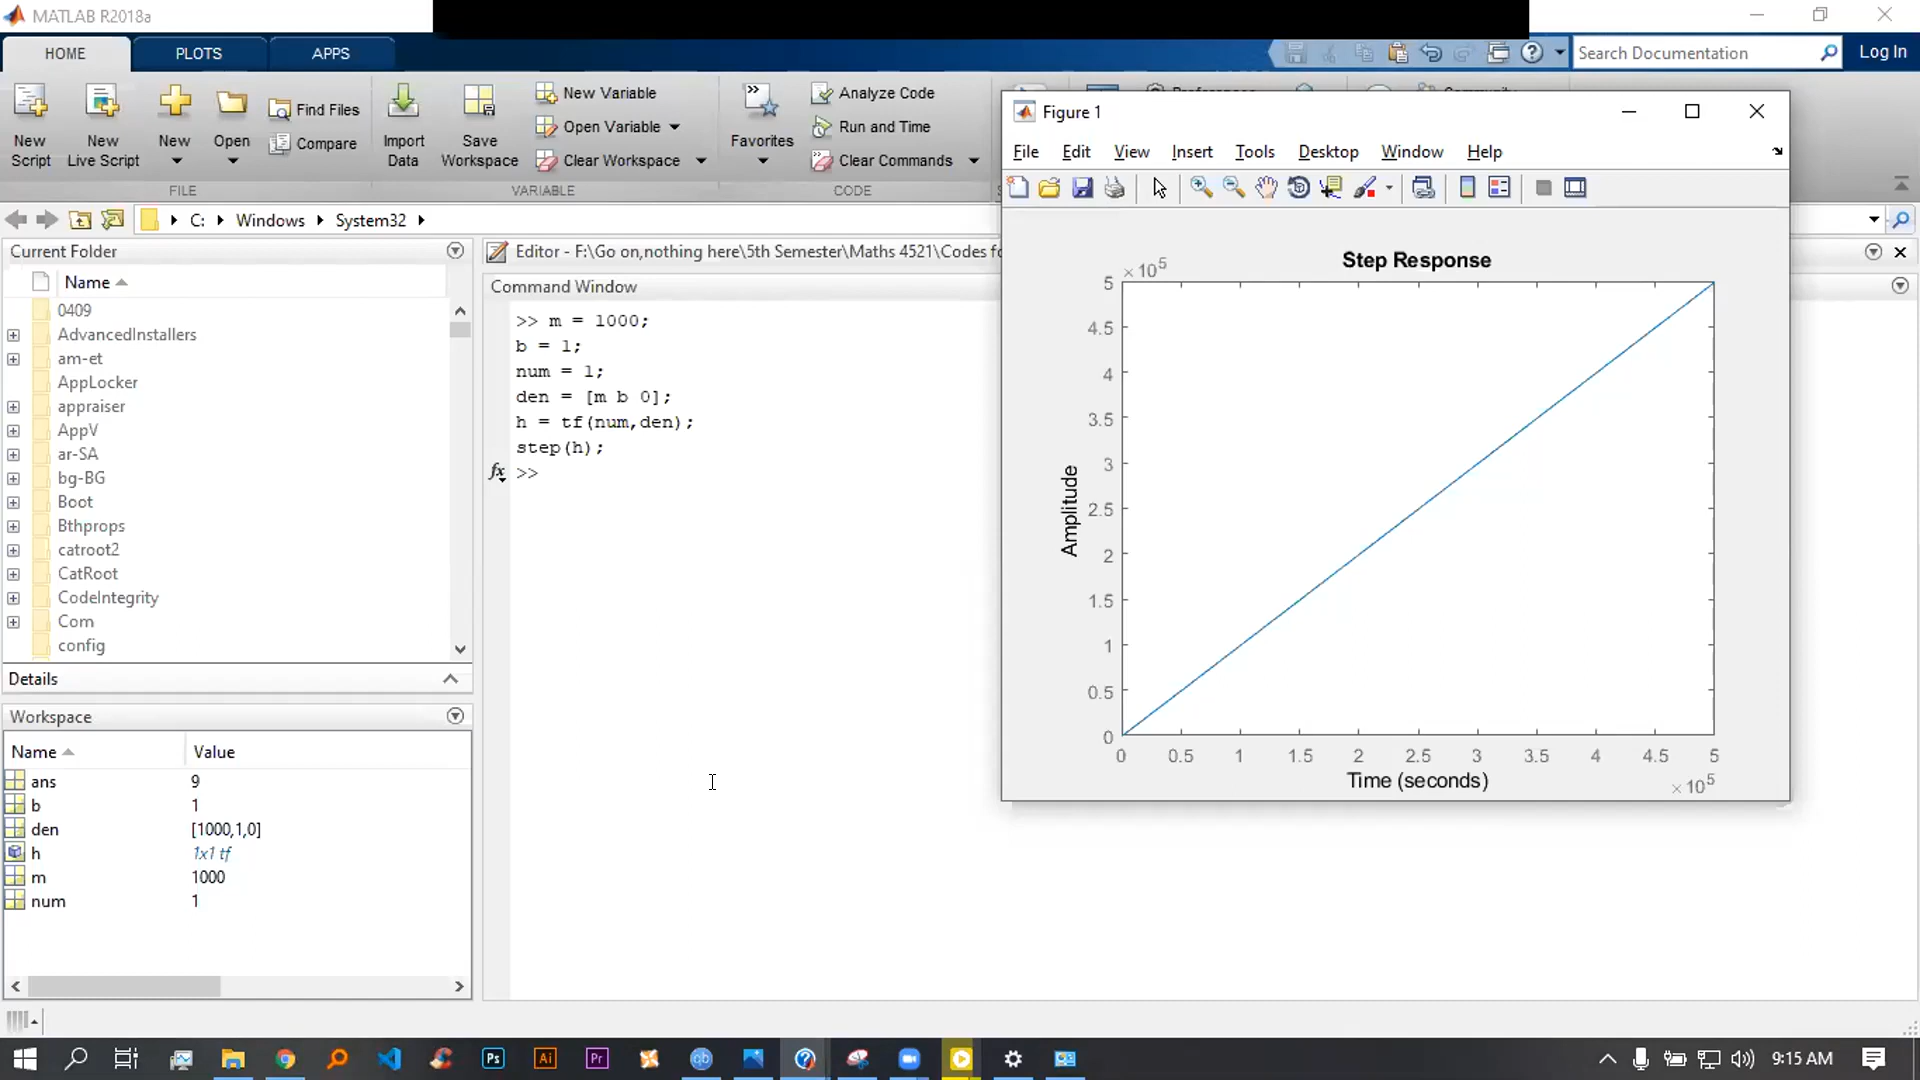 MATLAB R2018a
HOME
PLOTS
APPS
Search Documentation
Log In
New Script
New Live Script
New
Open
Find Files
Compare
Import Data
Save Workspace
New Variable
Open Variable
Clear Workspace
Favorites
Analyze Code
Run and Time
Clear Commands
Preferences
Community
FILE
VARIABLE
CODE
C:
Windows
System32
Current Folder
Name
0409
AdvancedInstallers
am-et
AppLocker
appraiser
AppV
ar-SA
bg-BG
Boot
Bthprops
catroot2
CatRoot
CodeIntegrity
Com
config
Details
Workspace
Name Value
ans 9
b 1
den [1000,1,0]
h 1x1 tf
m 1000
num 1
Editor - F:\Go on,nothing here\5th Semester\Maths 4521\Codes fo
Command Window
>> m = 1000;
b = 1;
num = 1;
den = [m b 0];
h = tf(num,den);
step(h);
fx >>
Figure 1
File Edit View Insert Tools Desktop Window Help
Step Response
× 10^5
5
4.5
4
3.5
3
2.5
2
1.5
1
0.5
0
Amplitude
0 0.5 1 1.5 2 2.5 3 3.5 4 4.5 5
Time (seconds)
× 10^5
Ps
Ai
Pr
qb
9:15 AM